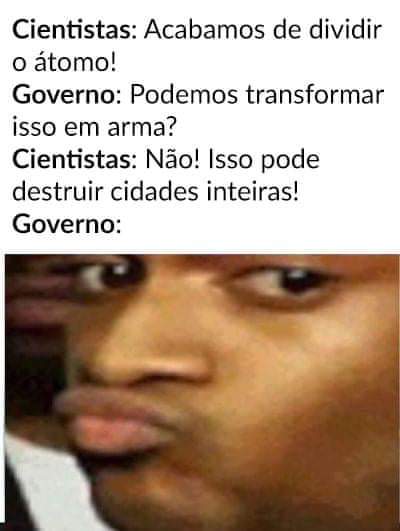 Cientistas: Acabamos de dividir
o átomo!
Governo: Podemos transformar
isso em arma?
Cientistas: Não! Isso pode
destruir cidades inteiras!
Governo: